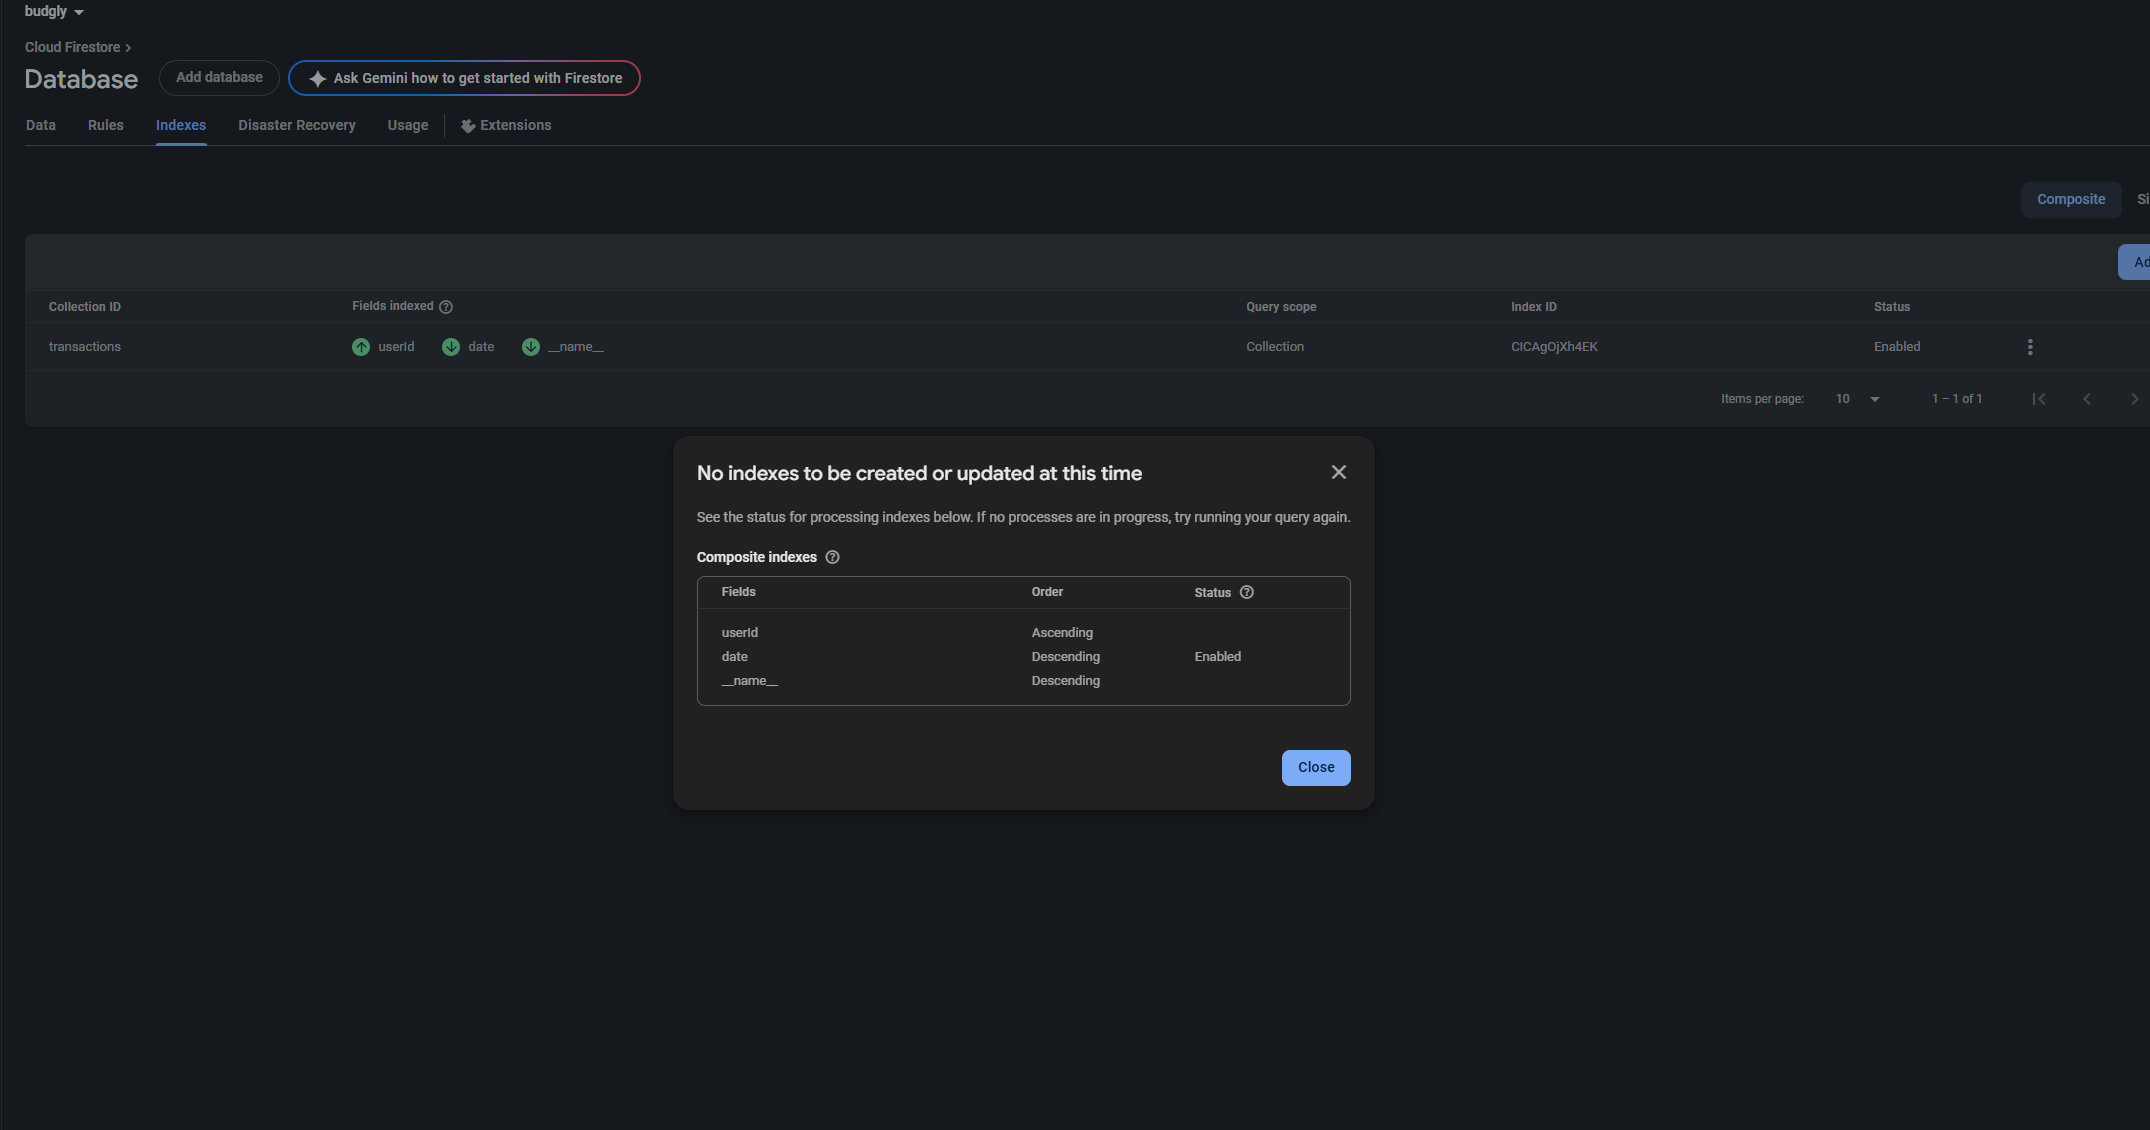 budgly
Cloud Firestore
Database
Add database
Ask Gemini how to get started with Firestore
Data Rules Indexes Disaster Recovery Usage Extensions
Composite Si
Ad
Collection ID Fields indexed Query scope Index ID Status
transactions userId date __name__ Collection CICAgOjXh4EK Enabled
Items per page: 10 1 – 1 of 1
No indexes to be created or updated at this time
See the status for processing indexes below. If no processes are in progress, try running your query again.
Composite indexes
Fields Order Status
userId Ascending
date Descending Enabled
__name__ Descending
Close